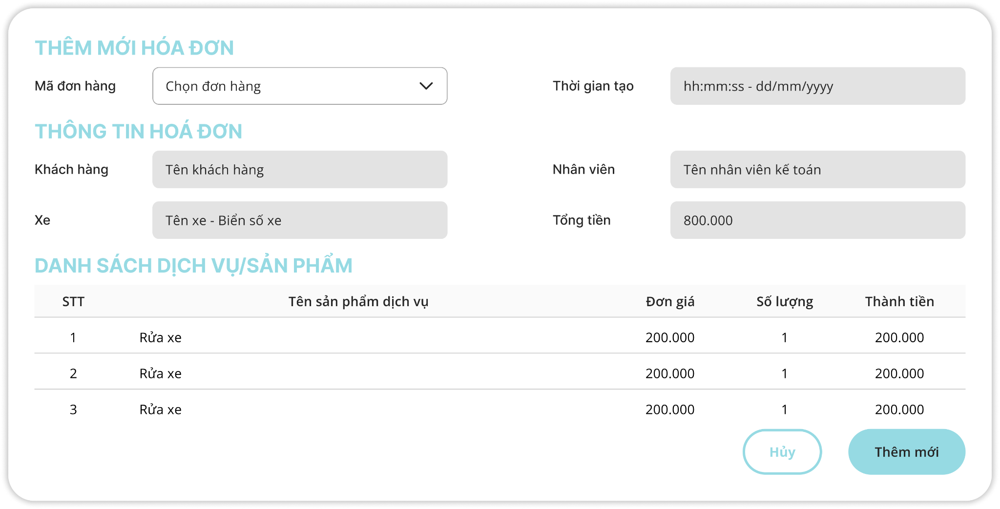 THÊM MỚI HÓA ĐƠN
Mã đơn hàng Chọn đơn hàng Thời gian tạo hh:mm:ss - dd/mm/yyyy
THÔNG TIN HOÁ ĐƠN
Khách hàng Tên khách hàng Nhân viên Tên nhân viên kế toán
Xe Tên xe - Biển số xe Tổng tiền 800.000
DANH SÁCH DỊCH VỤ/SẢN PHẨM
STT Tên sản phẩm dịch vụ Đơn giá Số lượng Thành tiền
1 Rửa xe 200.000 1 200.000
2 Rửa xe 200.000 1 200.000
3 Rửa xe 200.000 1 200.000
Hủy Thêm mới